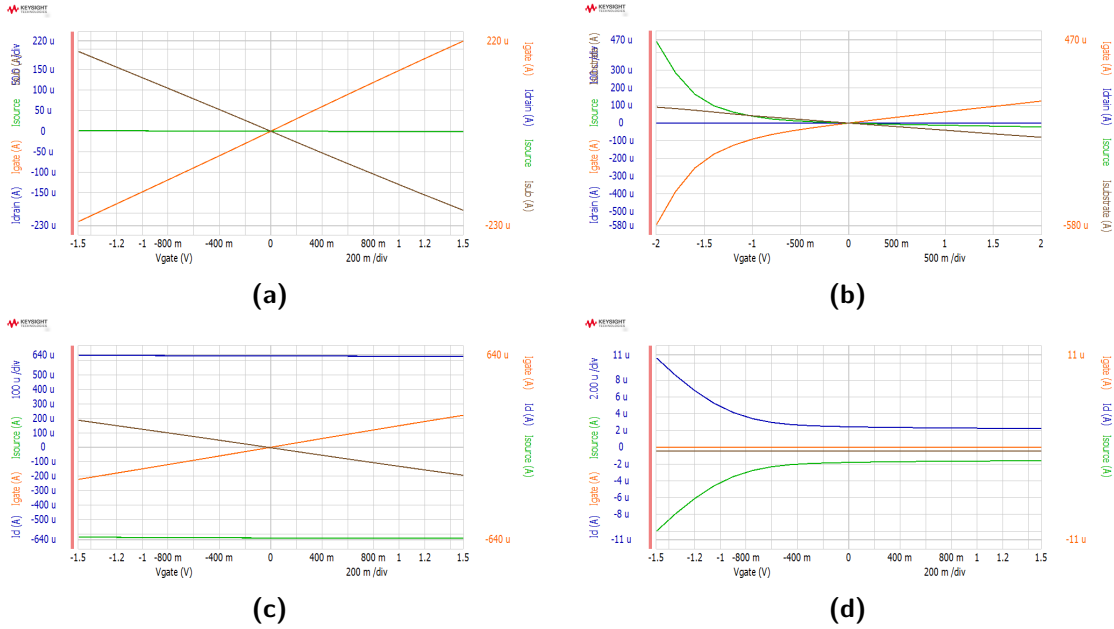 KEYSIGHT
TECHNOLOGIES
220 u
150 u
100 u
50 u
0
-50 u
-100 u
-150 u
-230 u
Idrain (A) Igate (A) Isource
220 u
-230 u
Igate (A)
Idrain (A)
Isource
Isub (A)
-1.5 -1.2 -1 -800 m -400 m 0 400 m 800 m 1 1.2 1.5
Vgate (V) 200 m /div
(a)
KEYSIGHT
TECHNOLOGIES
470 u
300 u
200 u
100 u
0
-100 u
-200 u
-300 u
-400 u
-500 u
-580 u
Idrain (A) Igate (A) Isource
470 u
-580 u
Igate (A)
Idrain (A)
Isource
Isubstrate (A)
-2 -1.5 -1 -500 m 0 500 m 1 1.5 2
Vgate (V) 500 m /div
(b)
KEYSIGHT
TECHNOLOGIES
640 u
500 u
400 u
300 u
200 u
100 u
0
-100 u
-200 u
-300 u
-400 u
-500 u
-640 u
Id (A) Igate (A) Isource (A) 100 u /div
640 u
-640 u
Igate (A)
Id (A)
Isource (A)
-1.5 -1.2 -1 -800 m -400 m 0 400 m 800 m 1 1.2 1.5
Vgate (V) 200 m /div
(c)
KEYSIGHT
TECHNOLOGIES
11 u
8 u
6 u
4 u
2 u
0
-2 u
-4 u
-6 u
-8 u
-11 u
Id (A) Igate (A) Isource (A) 2.00 u /div
11 u
-11 u
Igate (A)
Id (A)
Isource (A)
-1.5 -1.2 -1 -800 m -400 m 0 400 m 800 m 1 1.2 1.5
Vgate (V) 200 m /div
(d)